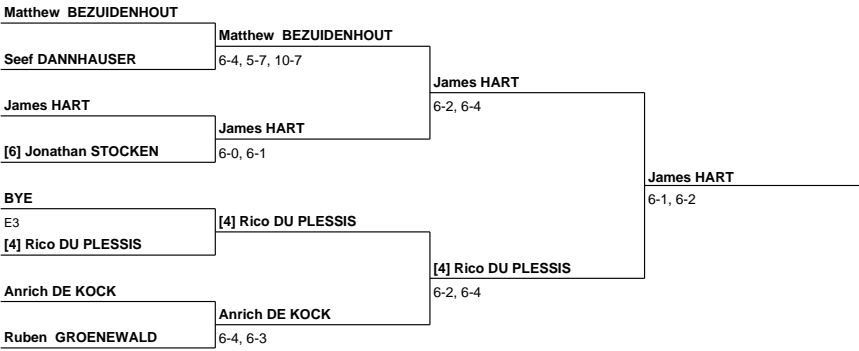 Matthew  BEZUIDENHOUT
Matthew  BEZUIDENHOUT
Seef DANNHAUSER
6-4, 5-7, 10-7
James HART
James HART
6-2, 6-4
James HART
[6] Jonathan STOCKEN
6-0, 6-1
James HART
BYE
6-1, 6-2
E3
[4] Rico DU PLESSIS
[4] Rico DU PLESSIS
[4] Rico DU PLESSIS
Anrich DE KOCK
6-2, 6-4
Anrich DE KOCK
Ruben  GROENEWALD
6-4, 6-3